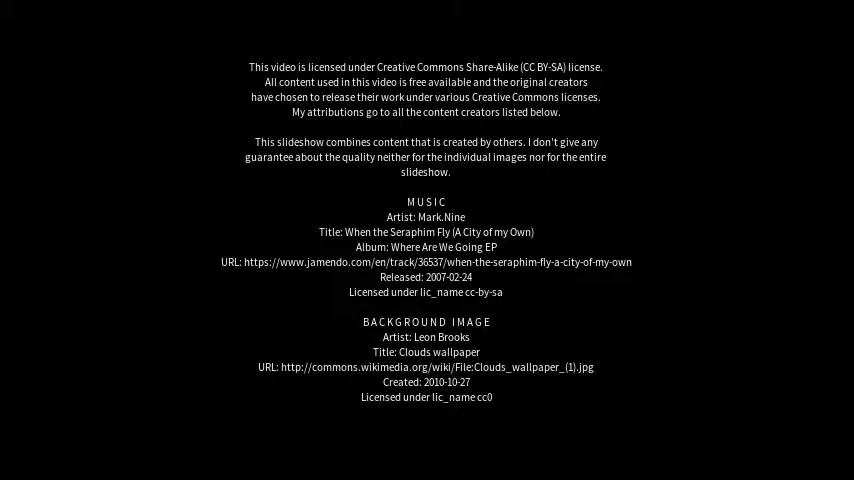 This video is licensed under Creative Commons Share-Alike (CC BY-SA) license.
All content used in this video is free available and the original creators
have chosen to release their work under various Creative Commons licenses.
My attributions go to all the content creators listed below.
This slideshow combines content that is created by others. I don't give any
guarantee about the quality neither for the individual images nor for the entire
slideshow.
M U S I C
Artist: Mark.Nine
Title: When the Seraphim Fly (A City of my Own)
Album: Where Are We Going EP
URL: https://www.jamendo.com/en/track/36537/when-the-seraphim-fly-a-city-of-my-own
Released: 2007-02-24
Licensed under lic_name cc-by-sa
B A C K G R O U N D   I M A G E
Artist: Leon Brooks
Title: Clouds wallpaper
URL: http://commons.wikimedia.org/wiki/File:Clouds_wallpaper_(1).jpg
Created: 2010-10-27
Licensed under lic_name cc0